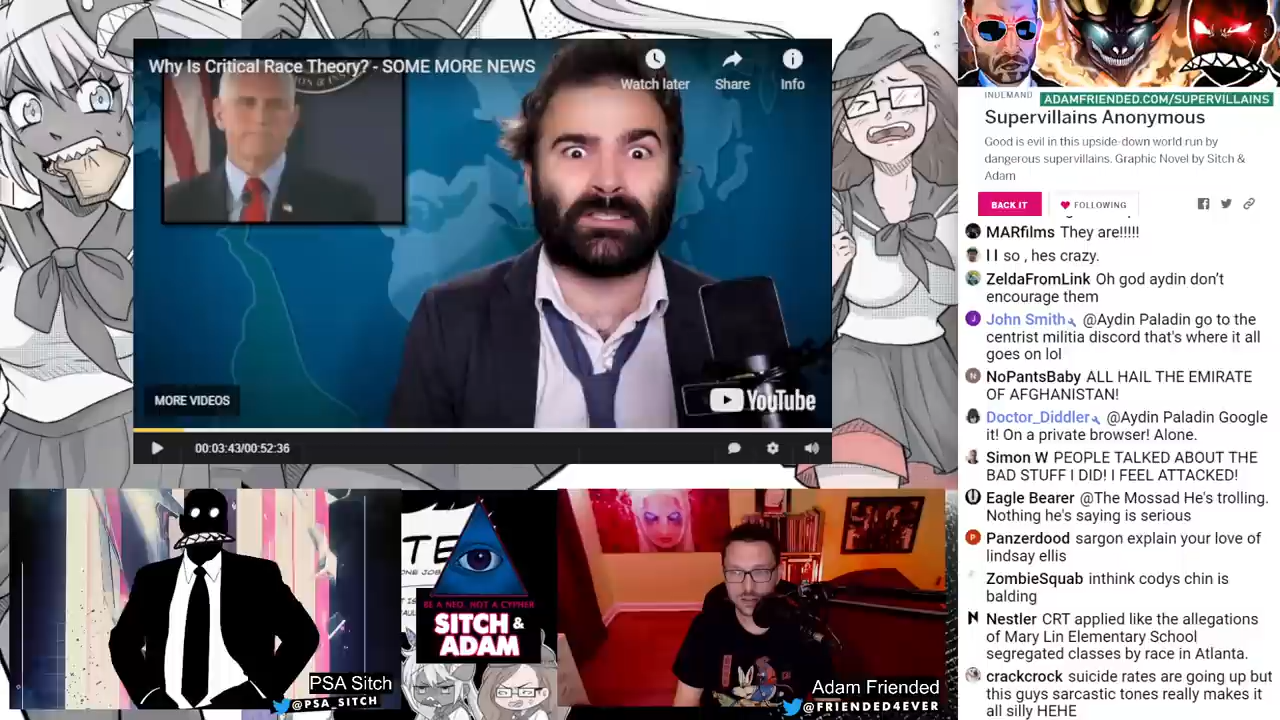 Why Is Critical Race Theory? - SOME MORE NEWS
Watch later
Share
Info
MORE VIDEOS
YouTube
00:03:43/00:52:36
PSA Sitch
@PSA_SITCH
BE A NEO, NOT A CYPHER
SITCH &
ADAM
Adam Friended
@FRIENDED4EVER
INDEMAND
ADAMFRIENDED.COM/SUPERVILLAINS
Supervillains Anonymous
Good is evil in this upside-down world run by
dangerous supervillains. Graphic Novel by Sitch &
Adam
BACK IT
FOLLOWING
MARfilms They are!!!!!
I I so , hes crazy.
ZeldaFromLink Oh god aydin don’t
encourage them
John Smith @Aydin Paladin go to the
centrist militia discord that's where it all
goes on lol
NoPantsBaby ALL HAIL THE EMIRATE
OF AFGHANISTAN!
Doctor_Diddler @Aydin Paladin Google
it! On a private browser! Alone.
Simon W PEOPLE TALKED ABOUT THE
BAD STUFF I DID! I FEEL ATTACKED!
Eagle Bearer @The Mossad He's trolling.
Nothing he's saying is serious
Panzerdood sargon explain your love of
lindsay ellis
ZombieSquab inthink codys chin is
balding
Nestler CRT applied like the allegations
of Mary Lin Elementary School
segregated classes by race in Atlanta.
crackcrock suicide rates are going up but
this guys sarcastic tones really makes it
all silly HEHE